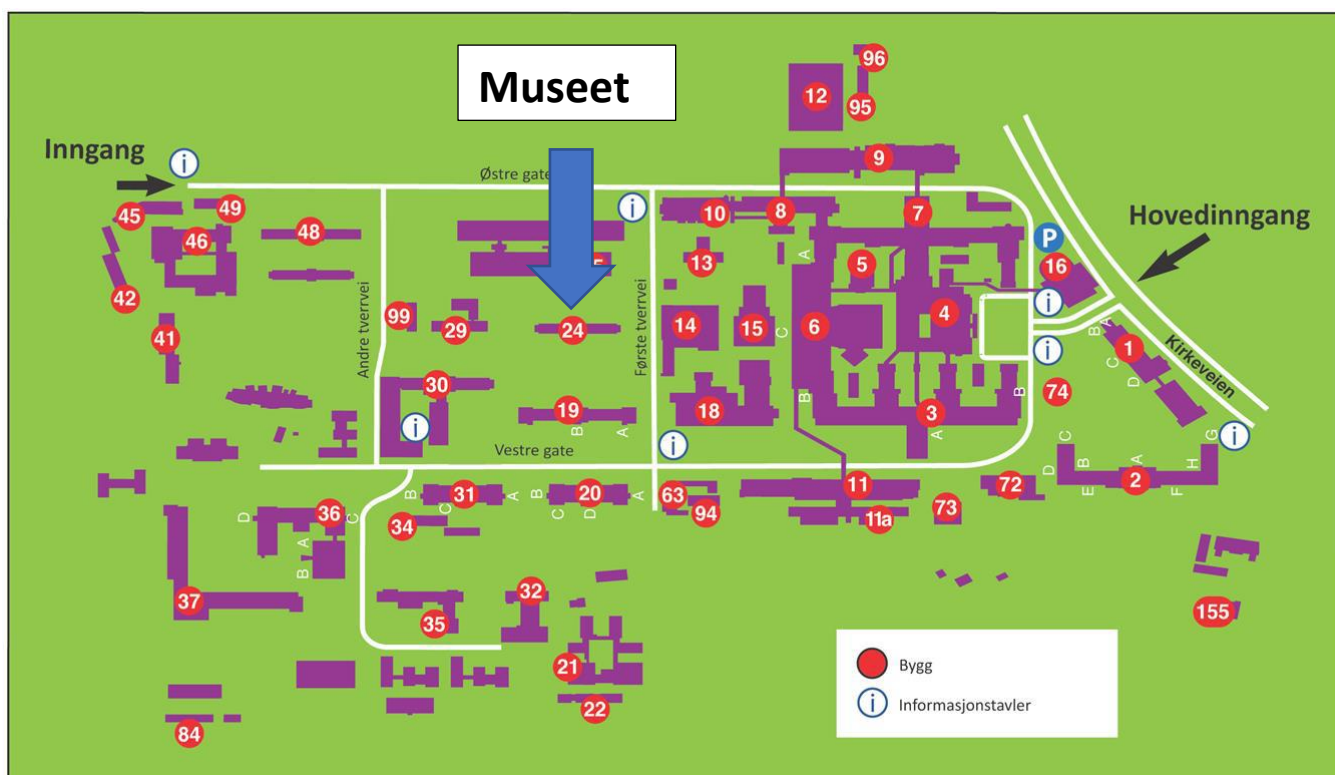 Museet
Inngang
i
Østre gate
Hovedinngang
Kirkeveien
Andre tverrvei
Første tverrvei
Vestre gate
96
12
95
9
45
49
46
48
42
41
10
8
7
P
16
13
5
A
i
99
29
24
14
15
C
6
4
i
i
B
A
1
C
D
30
i
19
B
A
18
B
3
A
B
74
i
C
B
D
E
A
2
H
F
G
i
B
31
A
C
B
20
A
C
D
34
63
94
11
11a
73
72
D
36
C
A
B
37
35
32
21
22
84
155
Bygg
i
Informasjonstavler